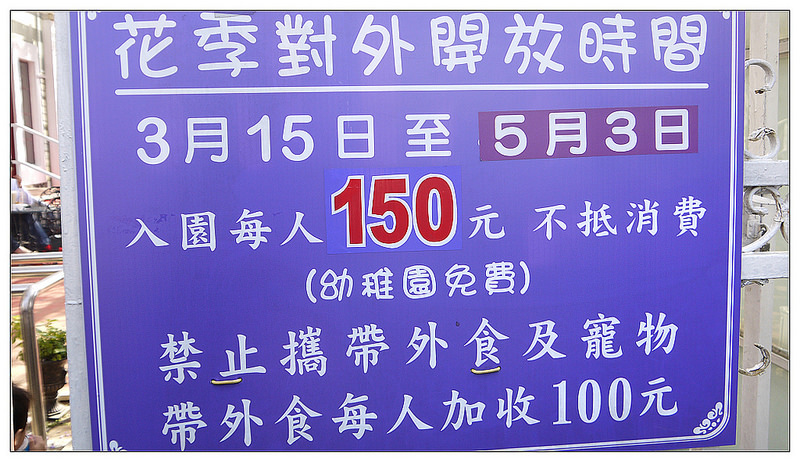 花季對外開放時間
3月15日至5月3日
入園每人150元 不抵消費
(幼稚園免費)
禁止攜帶外食及寵物
帶外食每人加收100元